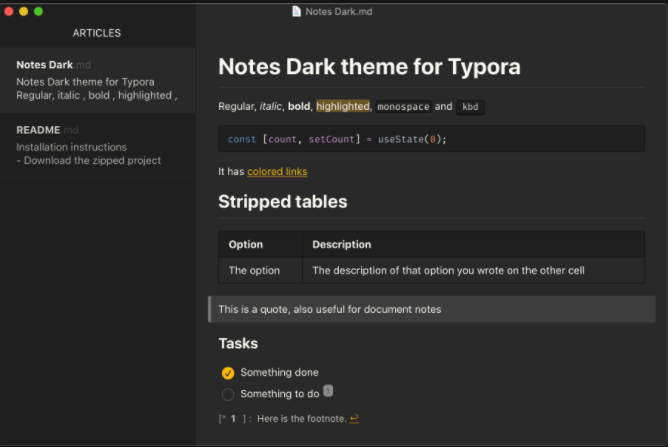 Notes Dark.md
ARTICLES
Notes Dark.md
Notes Dark theme for Typora
Regular, italic , bold , highlighted ,
README.md
Installation instructions
- Download the zipped project
Notes Dark theme for Typora
Regular, italic, bold, highlighted, monospace and kbd
const [count, setCount] = useState(0);
It has colored links
Stripped tables
Option Description
The option The description of that option you wrote on the other cell
This is a quote, also useful for document notes
Tasks
Something done
Something to do 1
[^ 1 ]: Here is the footnote. ↩